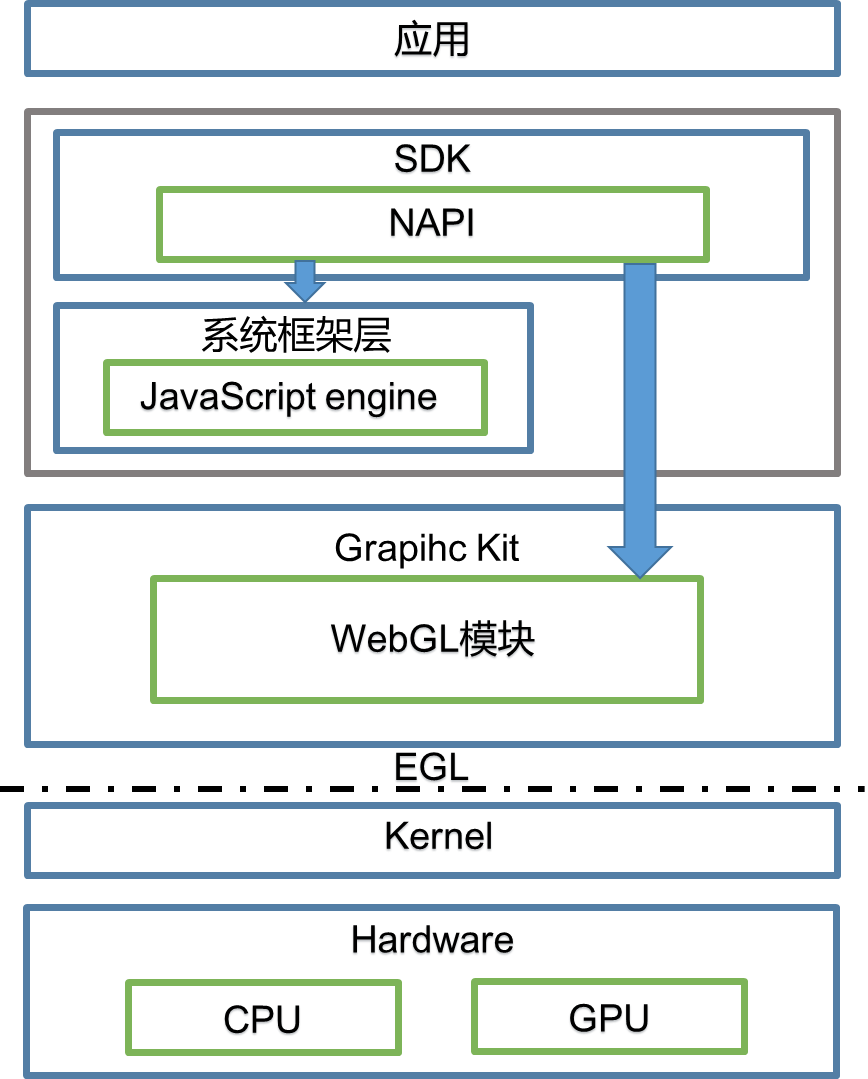 应用
SDK
NAPI
系统框架层
JavaScript engine
Grapihc Kit
WebGL模块
EGL
Kernel
Hardware
CPU
GPU